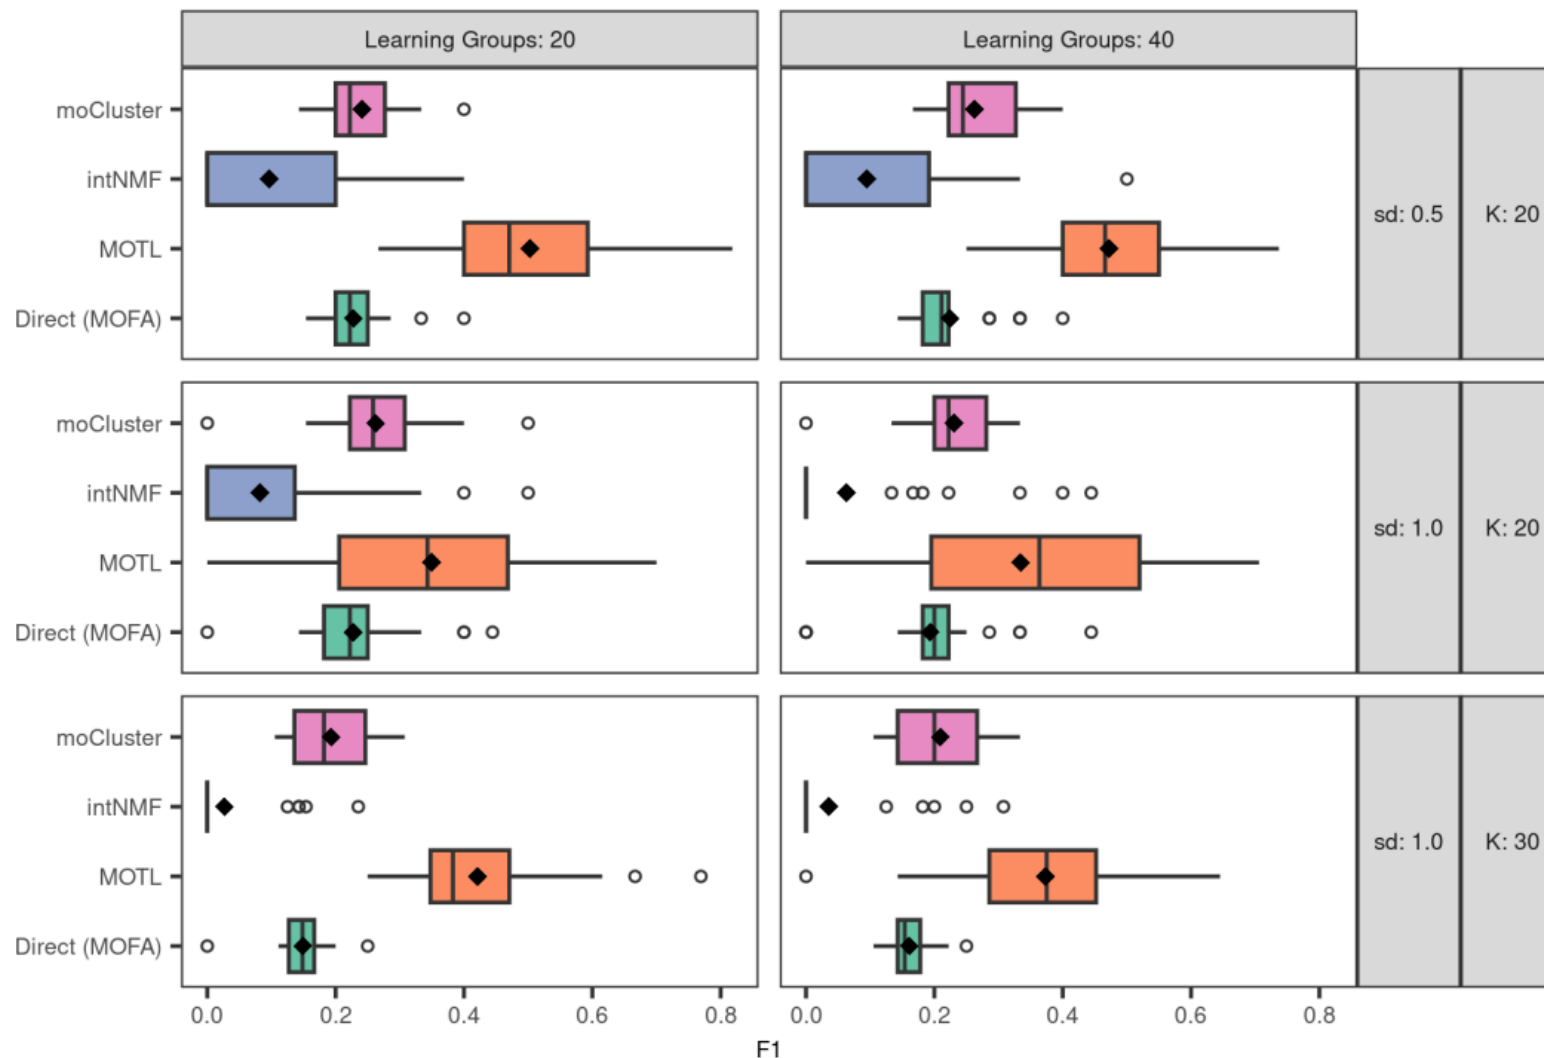 Learning Groups: 20
Learning Groups: 40
moCluster
intNMF
MOTL
Direct (MOFA)
sd: 0.5
K: 20
moCluster
intNMF
MOTL
Direct (MOFA)
sd: 1.0
K: 20
moCluster
intNMF
MOTL
Direct (MOFA)
sd: 1.0
K: 30
0.0 0.2 0.4 0.6 0.8
0.0 0.2 0.4 0.6 0.8
F1